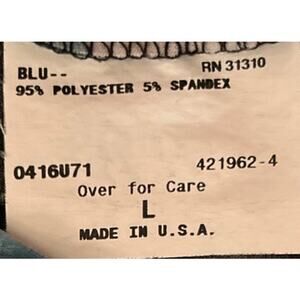 BLU-- RN 31310
95% POLYESTER 5% SPANDEX
0416U71 421962-4
Over for Care
L
MADE IN U.S.A.